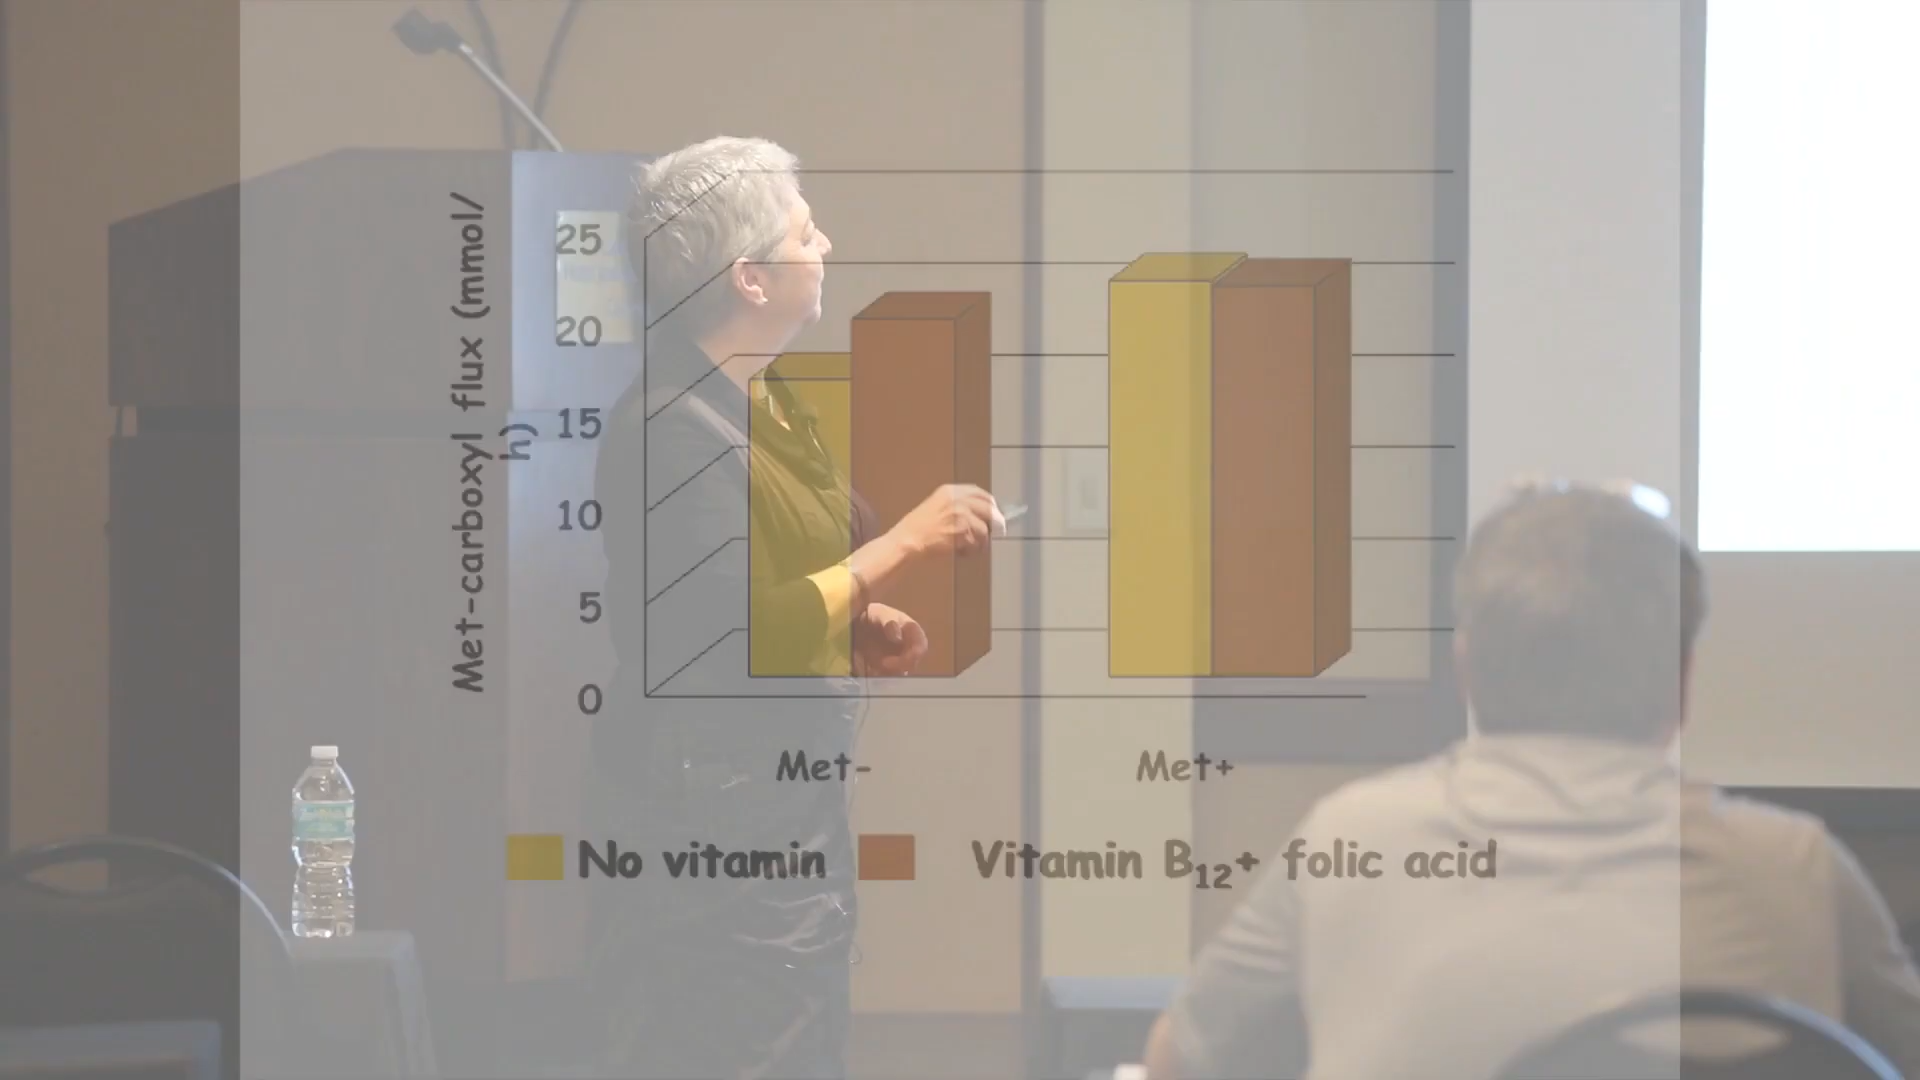 Met-carboxyl flux (mmol/
h)
25
20
15
10
5
0
Met-
Met+
No vitamin
Vitamin B₁₂+ folic acid